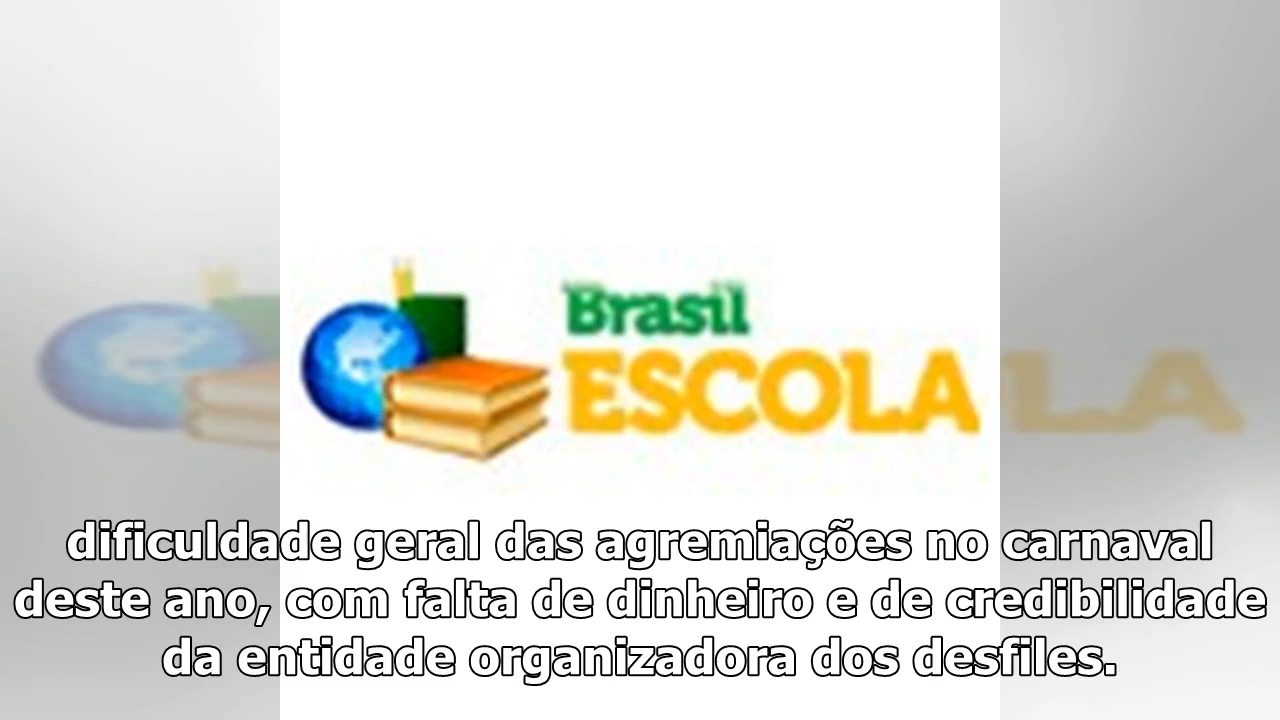 Brasil
ESCOLA
LA
dificuldade geral das agremiações no carnaval
deste ano, com falta de dinheiro e de credibilidade
da entidade organizadora dos desfiles.